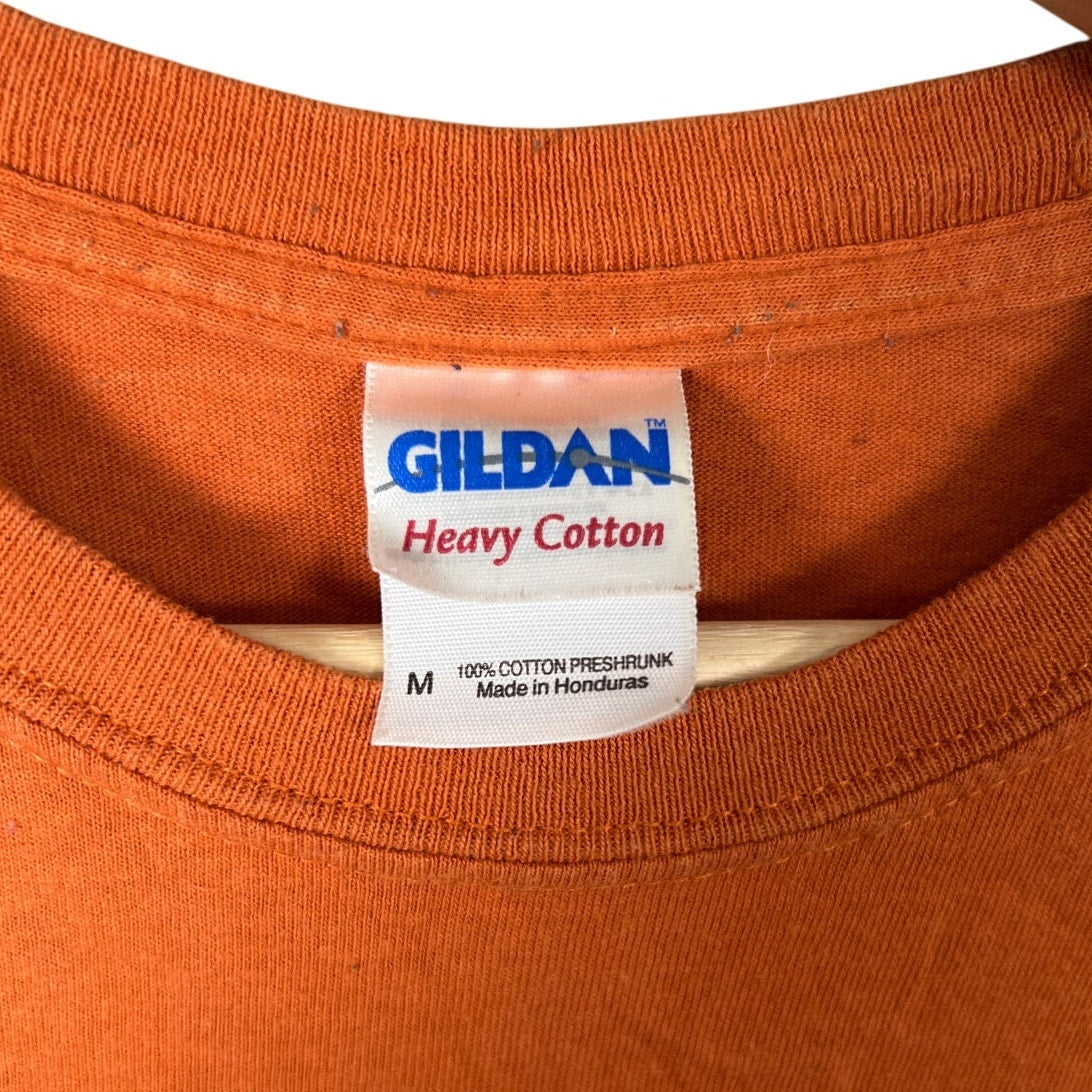 GILDAN™
Heavy Cotton
M 100% COTTON PRESHRUNK
Made in Honduras